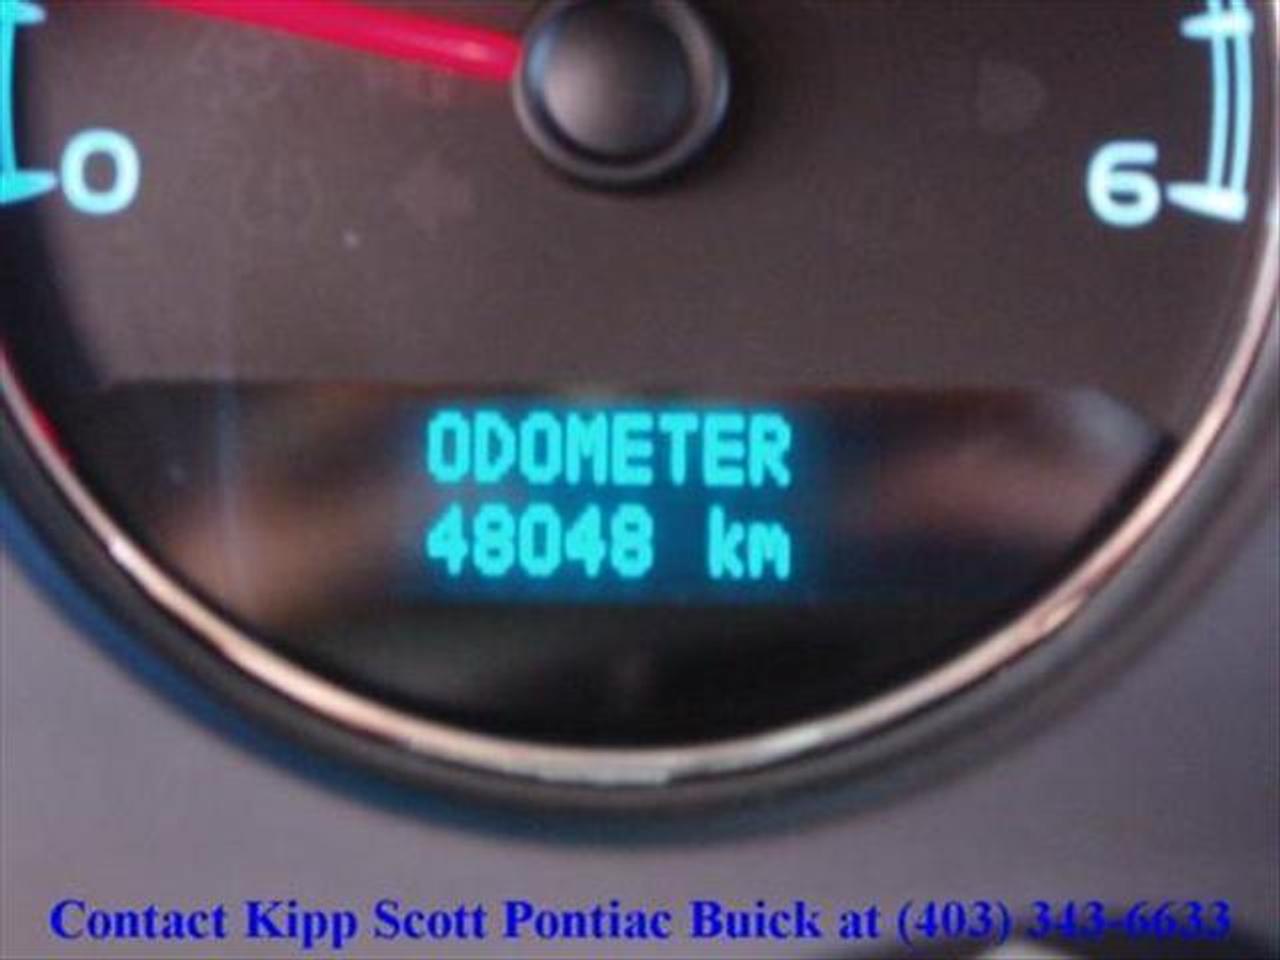 0
6
ODOMETER
48048 km
Contact Kipp Scott Pontiac Buick at (403) 343-6633